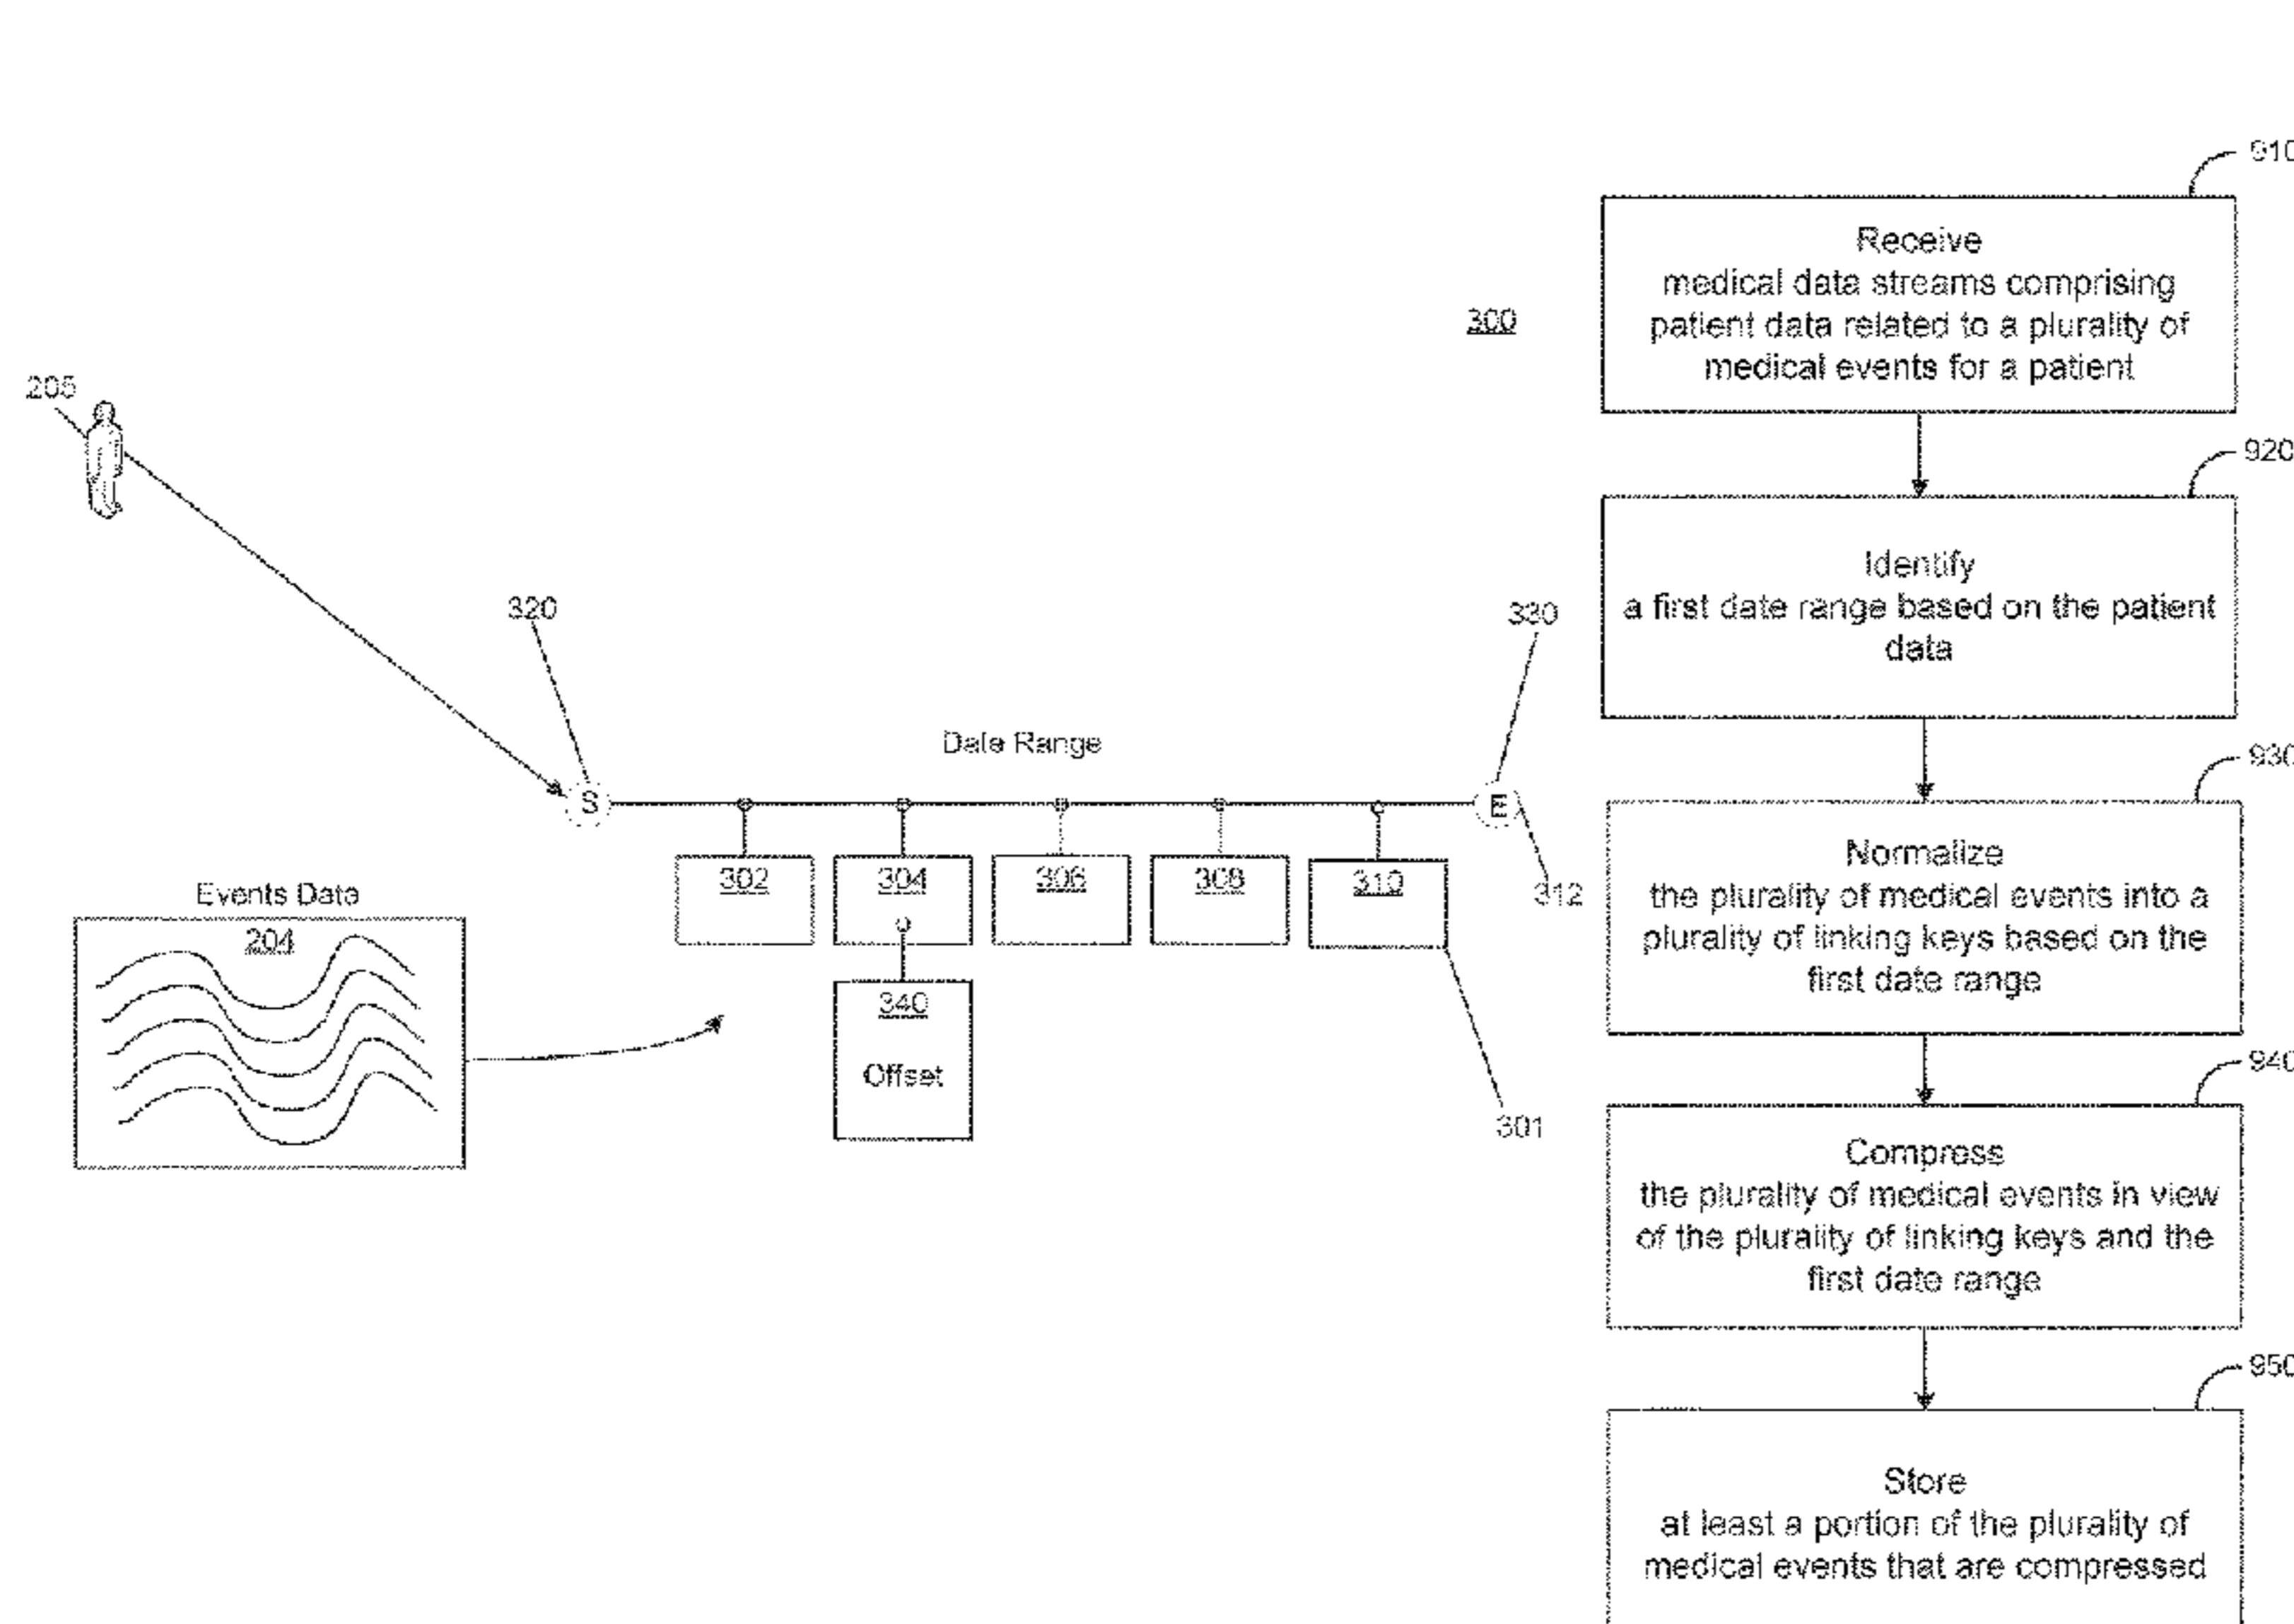 205
320
Date Range
330
S
E
302
304
306
308
310
312
301
340
Offset
Events Data
204
300
910
Receive
medical data streams comprising
patient data related to a plurality of
medical events for a patient
920
Identify
a first date range based on the patient
data
930
Normalize
the plurality of medical events into a
plurality of linking keys based on the
first date range
940
Compress
the plurality of medical events in view
of the plurality of linking keys and the
first date range
950
Store
at least a portion of the plurality of
medical events that are compressed